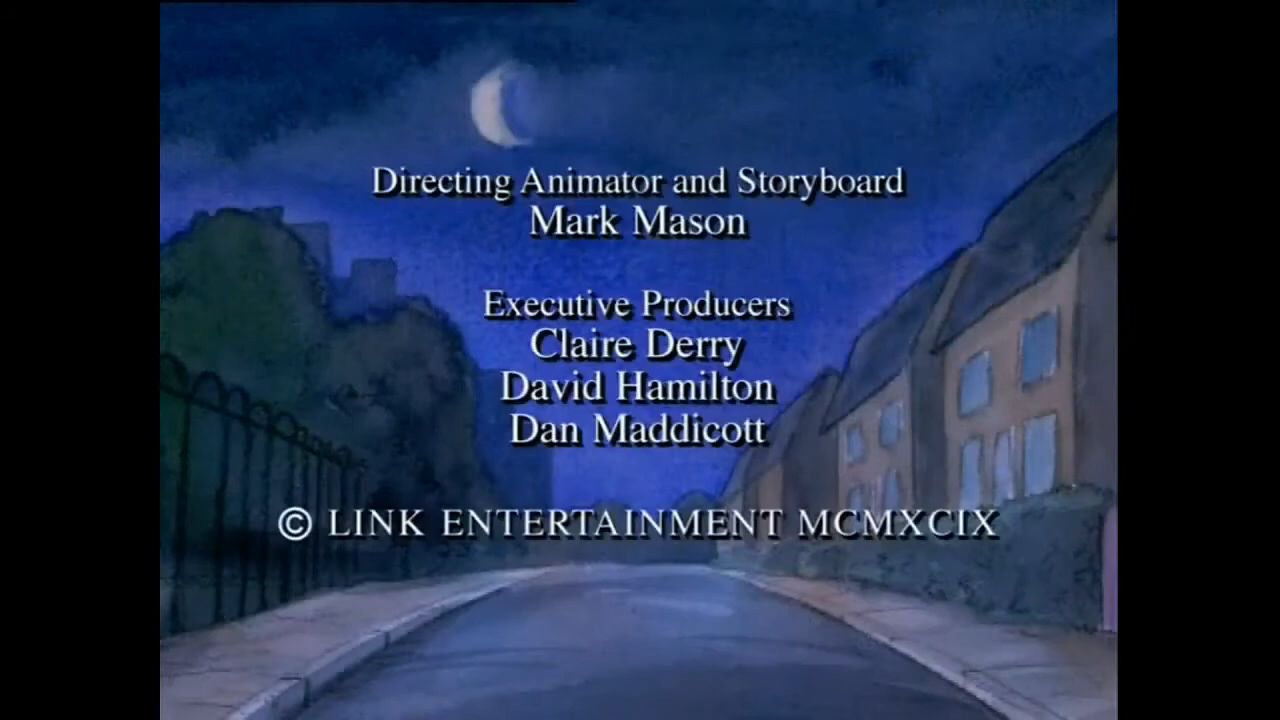 Directing Animator and Storyboard
Mark Mason
Executive Producers
Claire Derry
David Hamilton
Dan Maddicott
© LINK ENTERTAINMENT MCMXCIX